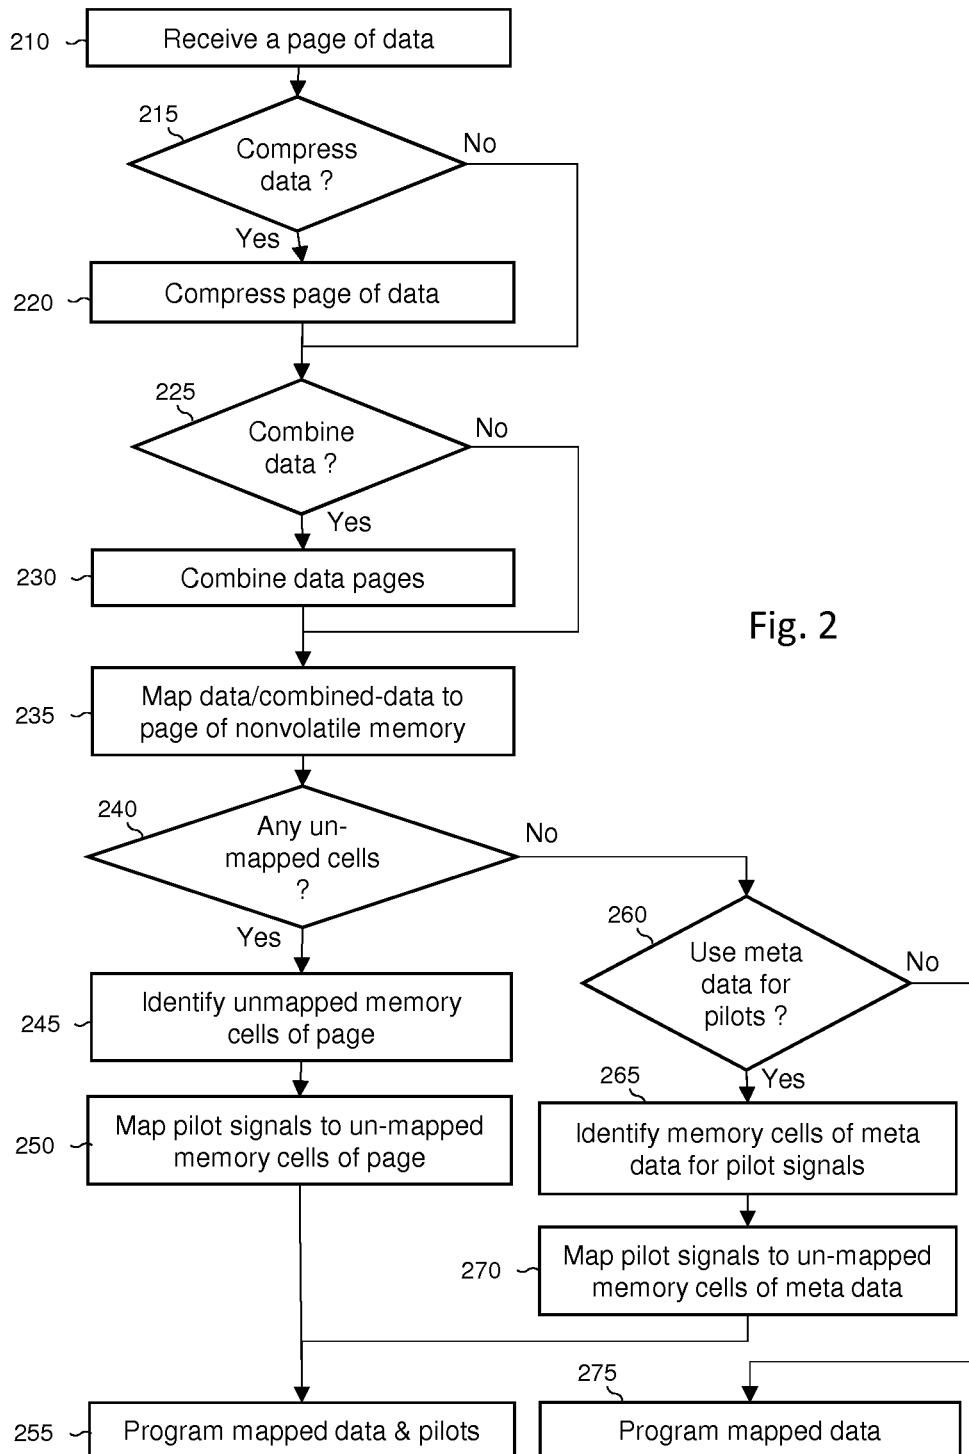 210
Receive a page of data
215
Compress
data ?
No
Yes
220
Compress page of data
225
Combine
data ?
No
Yes
230
Combine data pages
Fig. 2
235
Map data/combined-data to
page of nonvolatile memory
240
Any un-
mapped cells
?
No
Yes
260
Use meta
data for
pilots ?
No
Yes
245
Identify unmapped memory
cells of page
265
Identify memory cells of meta
data for pilot signals
250
Map pilot signals to un-mapped
memory cells of page
270
Map pilot signals to un-mapped
memory cells of meta data
255
Program mapped data & pilots
275
Program mapped data